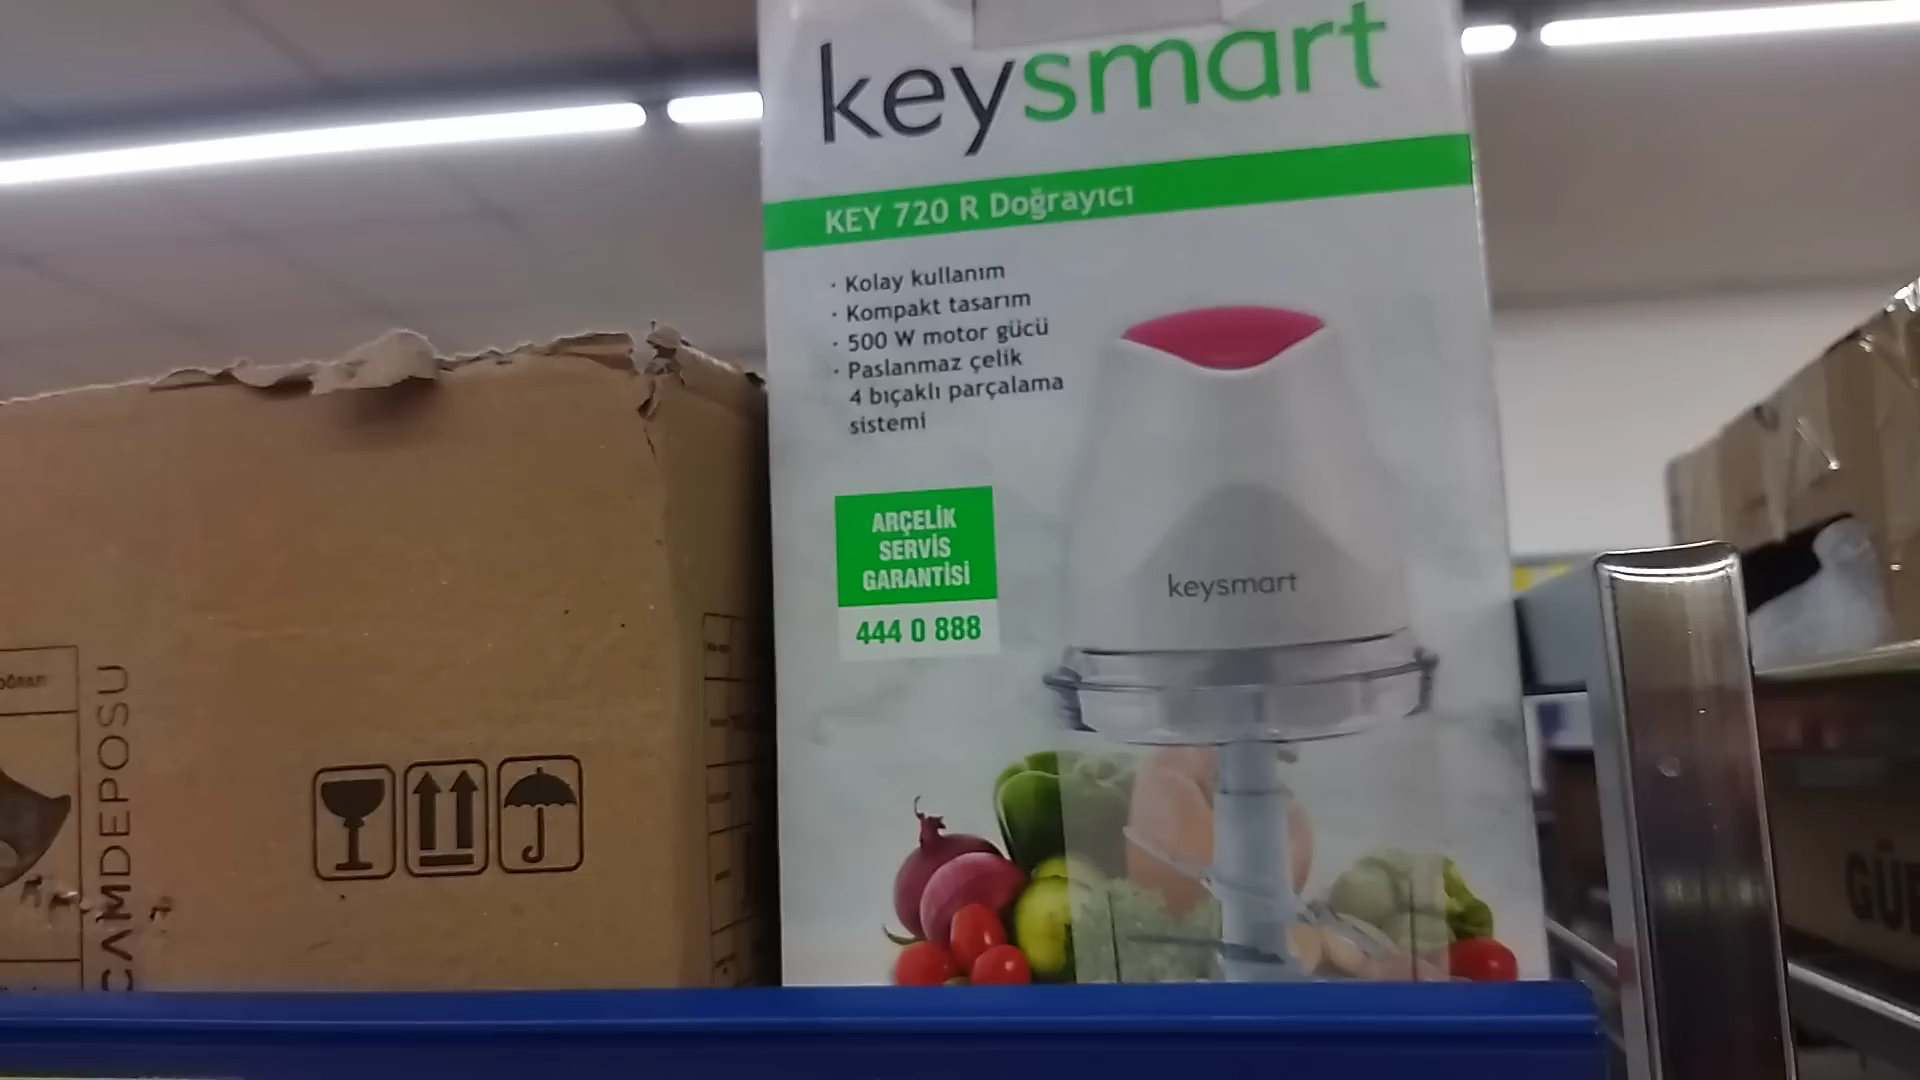 keysmart
KEY 720 R Doğrayıcı
· Kolay kullanım
· Kompakt tasarım
· 500 W motor gücü
· Paslanmaz çelik
4 bıçaklı parçalama
sistemi
ARÇELİK
SERVİS
GARANTİSİ
444 0 888
keysmart
CAMDEPOSU